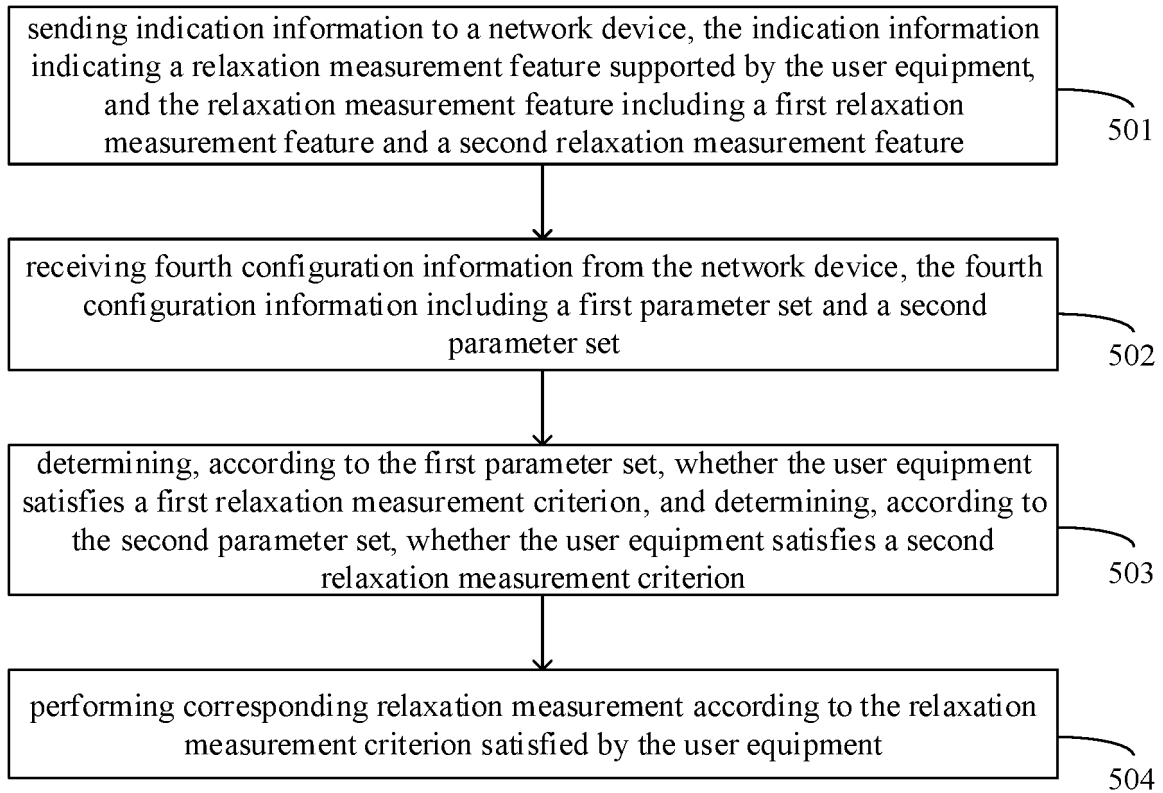 sending indication information to a network device, the indication information
indicating a relaxation measurement feature supported by the user equipment,
and the relaxation measurement feature including a first relaxation
measurement feature and a second relaxation measurement feature
501
receiving fourth configuration information from the network device, the fourth
configuration information including a first parameter set and a second
parameter set
502
determining, according to the first parameter set, whether the user equipment
satisfies a first relaxation measurement criterion, and determining, according to
the second parameter set, whether the user equipment satisfies a second
relaxation measurement criterion
503
performing corresponding relaxation measurement according to the relaxation
measurement criterion satisfied by the user equipment
504